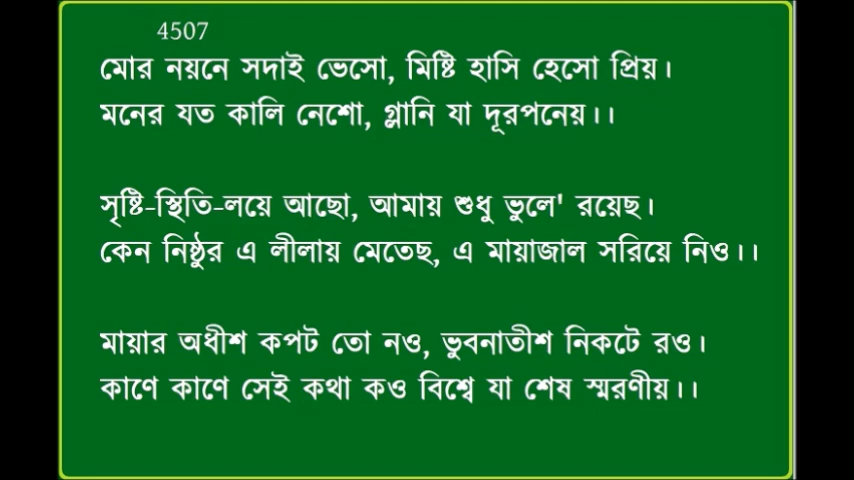 4507
মোর নয়নে সদাই ভেসো, মিষ্টি হাসি হেসো প্রিয়।
মনের যত কালি নেশো, গ্লানি যা দূরপনেয়।।
সৃষ্টি-স্থিতি-লয়ে আছো, আমায় শুধু ভুলে' রয়েছ।
কেন নিষ্ঠুর এ লীলায় মেতেছ, এ মায়াজাল সরিয়ে নিও।।
মায়ার অধীশ কপট তো নও, ভুবনাতীশ নিকটে রও।
কাণে কাণে সেই কথা কও বিশ্বে যা শেষ স্মরণীয়।।